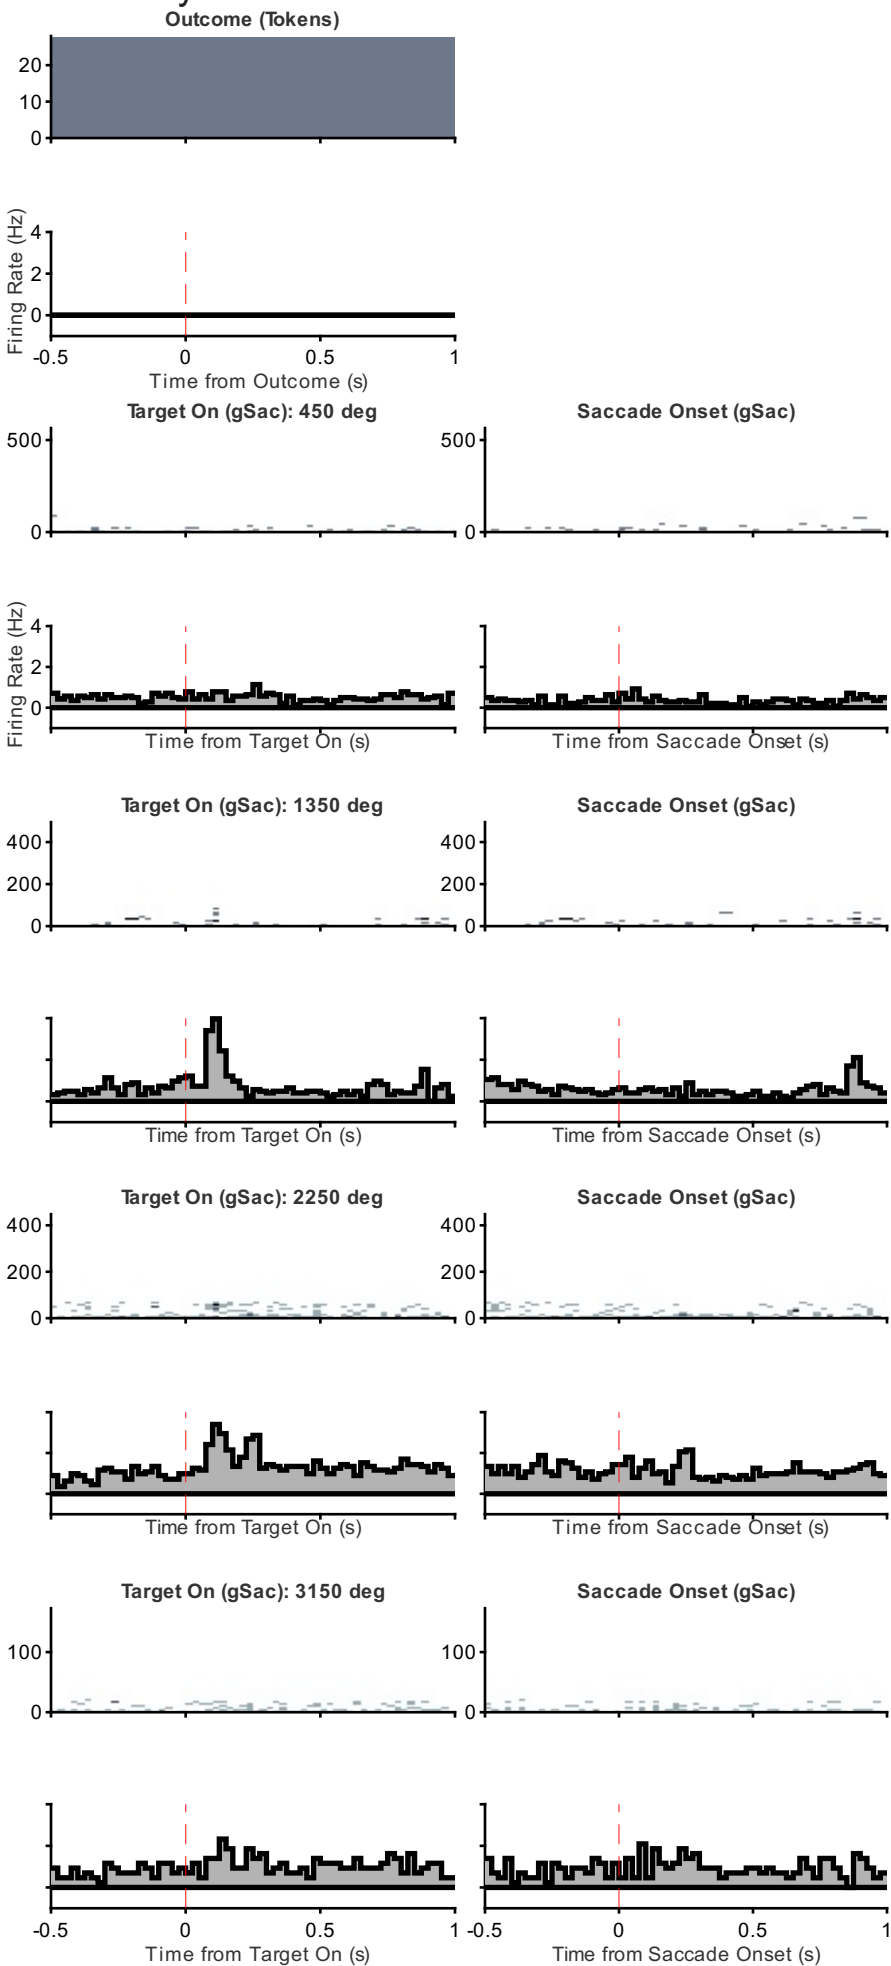 Outcome (Tokens)
20
10
0
Firing Rate (Hz)
4
2
0
-0.5 0 0.5 1
Time from Outcome (s)
Target On (gSac): 450 deg Saccade Onset (gSac)
500 500
0 0
Firing Rate (Hz)
4
2
0
Time from Target On (s) Time from Saccade Onset (s)
Target On (gSac): 1350 deg Saccade Onset (gSac)
400 400
200 200
0 0
Time from Target On (s) Time from Saccade Onset (s)
Target On (gSac): 2250 deg Saccade Onset (gSac)
400 400
200 200
0 0
Time from Target On (s) Time from Saccade Onset (s)
Target On (gSac): 3150 deg Saccade Onset (gSac)
100 100
0 0
-0.5 0 0.5 1 -0.5 0 0.5 1
Time from Target On (s) Time from Saccade Onset (s)